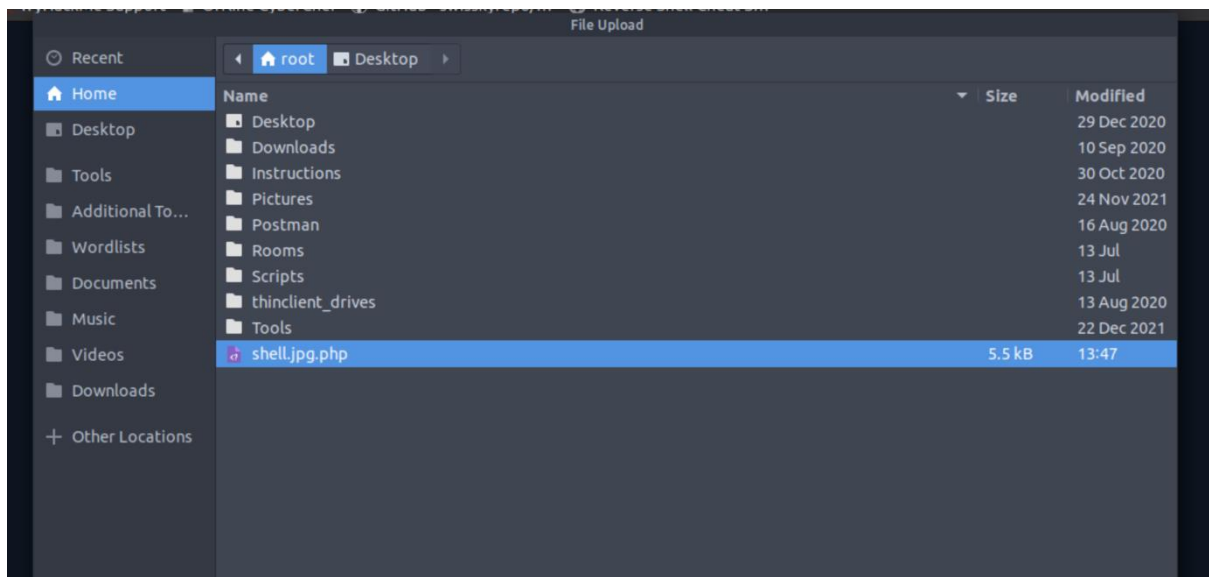 File Upload
Recent
root Desktop
Home
Name Size Modified
Desktop 29 Dec 2020
Desktop
Downloads 10 Sep 2020
Tools
Instructions 30 Oct 2020
Pictures 24 Nov 2021
Additional To...
Postman 16 Aug 2020
Wordlists
Rooms 13 Jul
Documents
Scripts 13 Jul
Music
thinclient_drives 13 Aug 2020
Tools 22 Dec 2021
Videos
shell.jpg.php 5.5 kB 13:47
Downloads
+ Other Locations